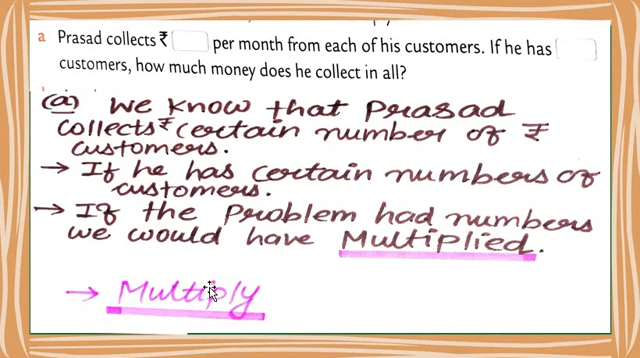 a Prasad collects ₹ per month from each of his customers. If he has
customers, how much money does he collect in all?
(a) We know that Prasad
collects ₹ certain number of ₹
customers.
→ If he has certain numbers of
customers.
→ If the problem had numbers
we would have Multiplied.
→ Multiply